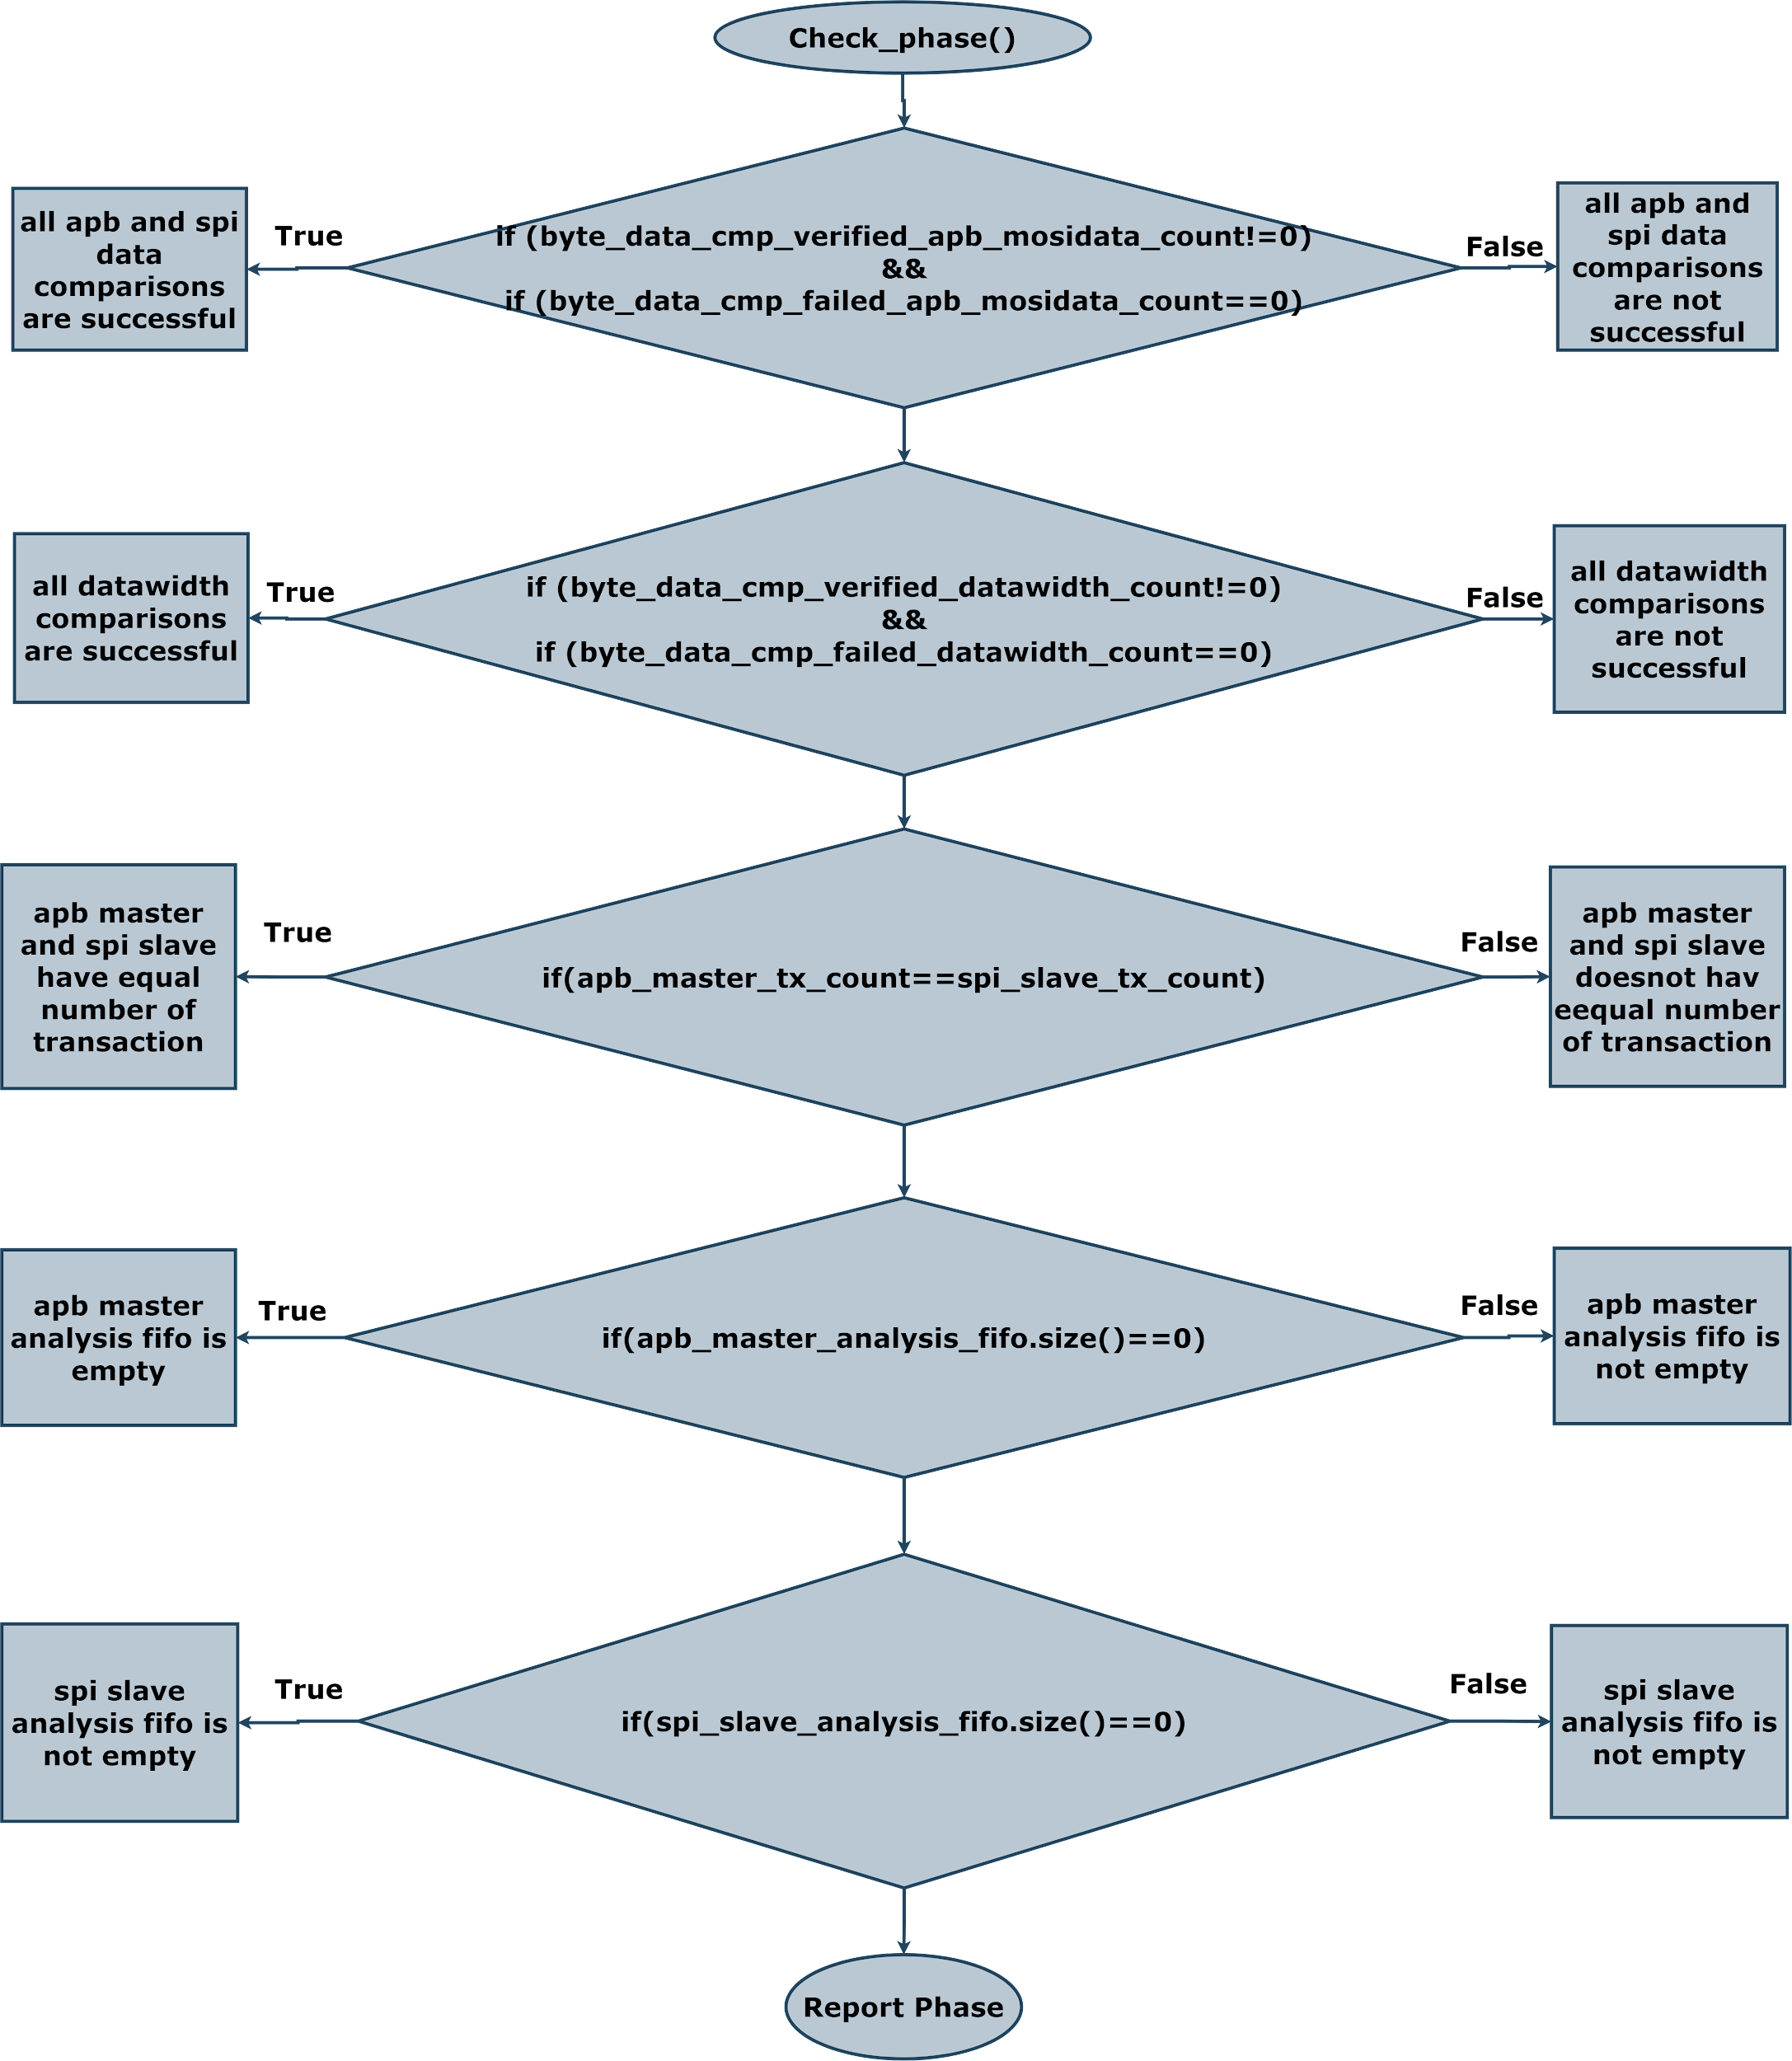 Check_phase()
if (byte_data_cmp_verified_apb_mosidata_count!=0)
&&
if (byte_data_cmp_failed_apb_mosidata_count==0)
True
all apb and spi
data
comparisons
are successful
False
all apb and
spi data
comparisons
are not
successful
if (byte_data_cmp_verified_datawidth_count!=0)
&&
if (byte_data_cmp_failed_datawidth_count==0)
True
all datawidth
comparisons
are successful
False
all datawidth
comparisons
are not
successful
if(apb_master_tx_count==spi_slave_tx_count)
True
apb master
and spi slave
have equal
number of
transaction
False
apb master
and spi slave
doesnot hav
eequal number
of transaction
if(apb_master_analysis_fifo.size()==0)
True
apb master
analysis fifo is
empty
False
apb master
analysis fifo is
not empty
if(spi_slave_analysis_fifo.size()==0)
True
spi slave
analysis fifo is
not empty
False
spi slave
analysis fifo is
not empty
Report Phase